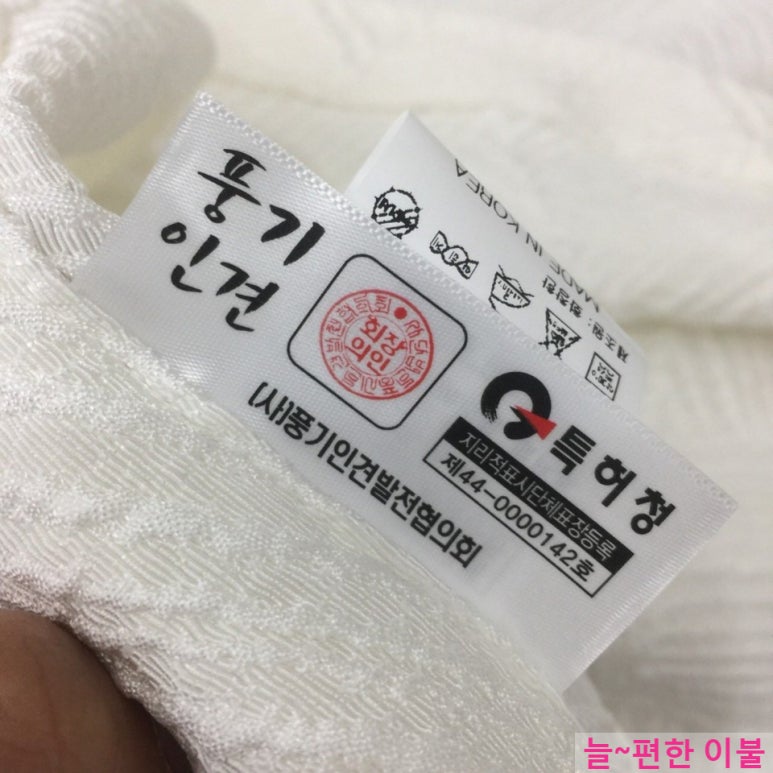 풍기
인견
회장
의인
(사)풍기인견발전협의회
특허청
지리적표시단체표장등록
제44-0000142호
MADE IN KOREA
늘~편한 이불